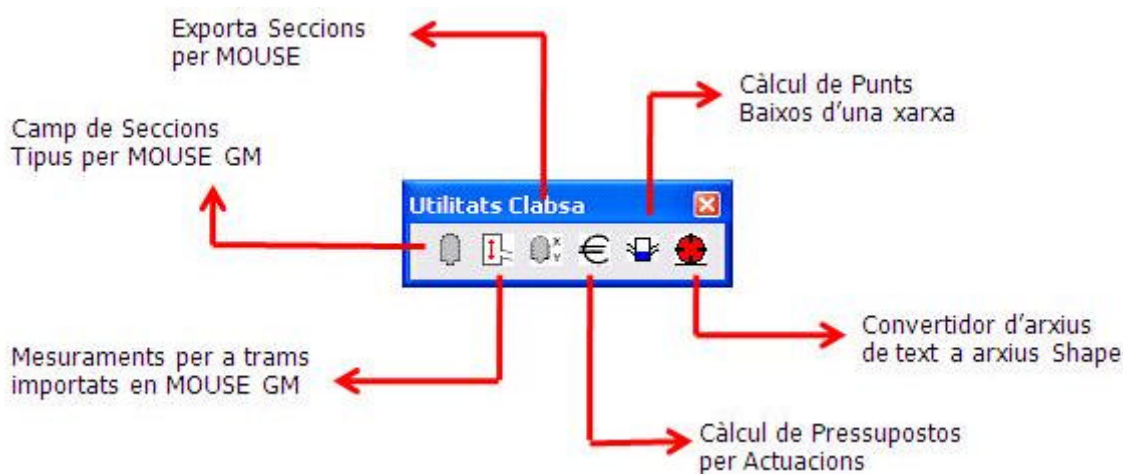 Exporta Seccions
per MOUSE
Càlcul de Punts
Baixos d'una xarxa
Camp de Seccions
Tipus per MOUSE GM
Utilitats Clabsa
X
Y
Mesuraments per a trams
importats en MOUSE GM
Convertidor d'arxius
de text a arxius Shape
Càlcul de Pressupostos
per Actuacions